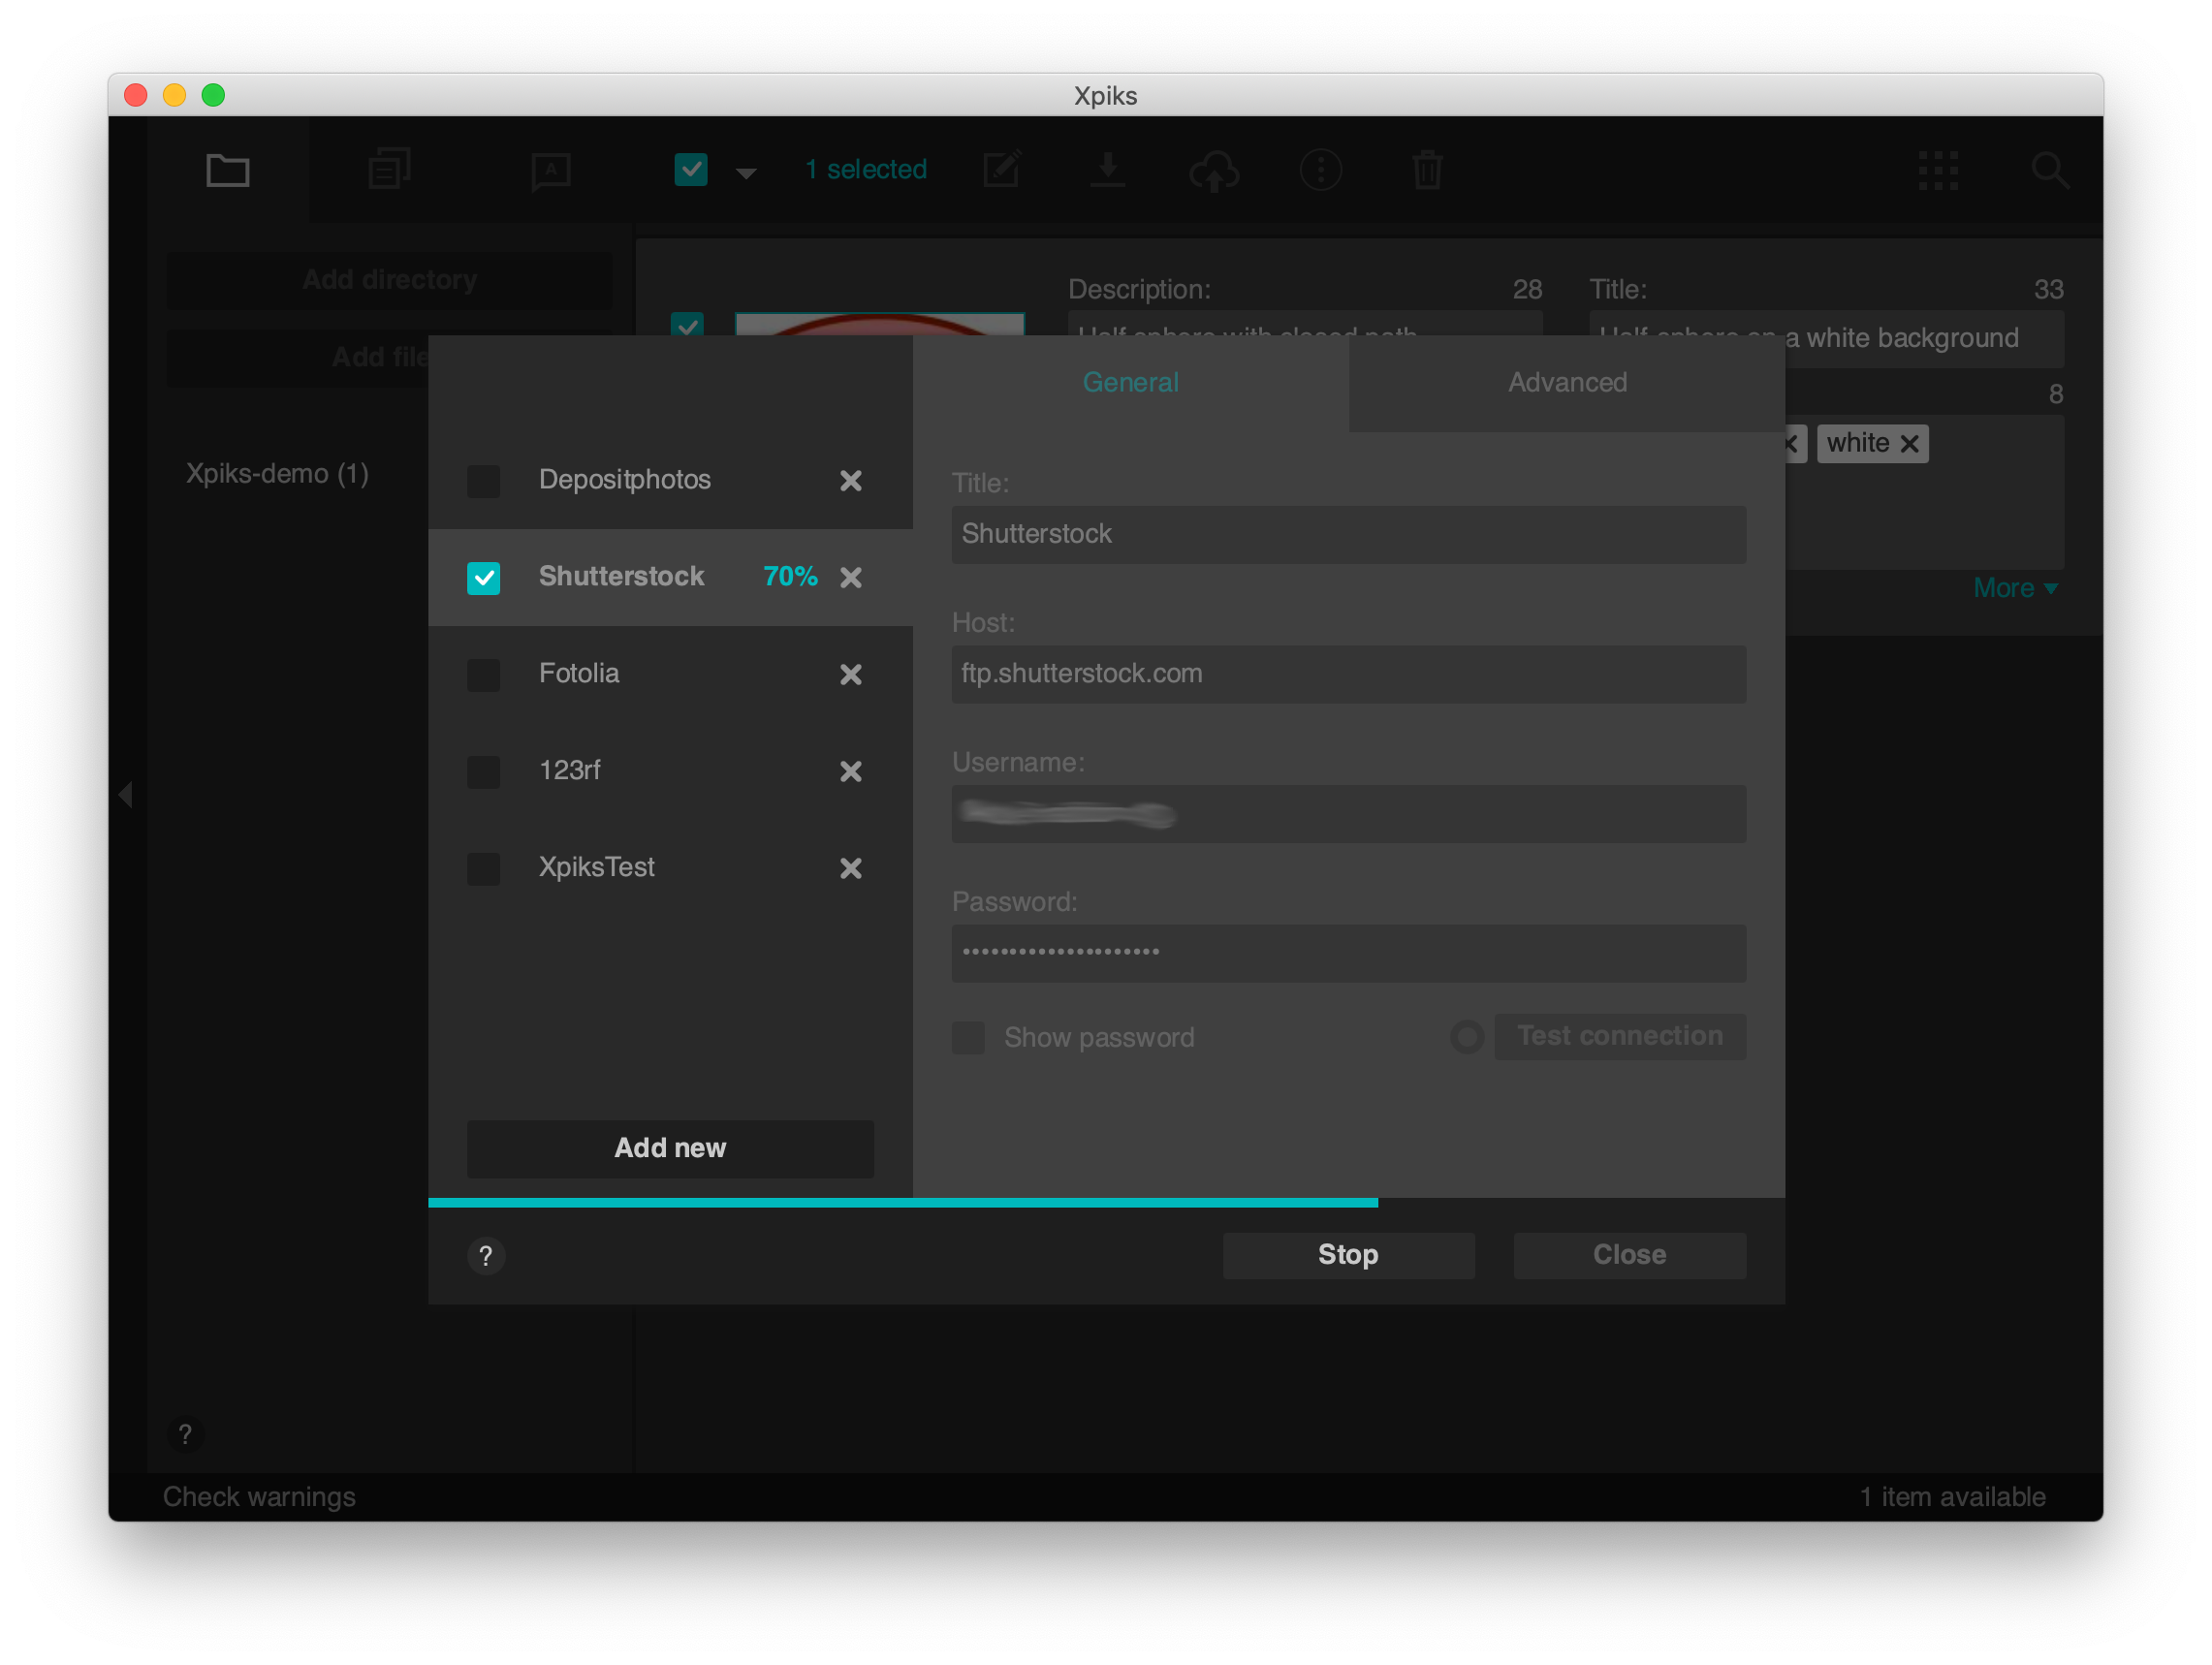 Xpiks
A
1 selected
Add directory
Add file
Xpiks-demo (1)
Description:
28
Title:
33
Half sphere with closed path
Half sphere on a white background
8
white
More
General
Advanced
Depositphotos
Shutterstock
70%
Fotolia
123rf
XpiksTest
Add new
Title:
Shutterstock
Host:
ftp.shutterstock.com
Username:
Password:
Show password
Test connection
?
Stop
Close
?
Check warnings
1 item available